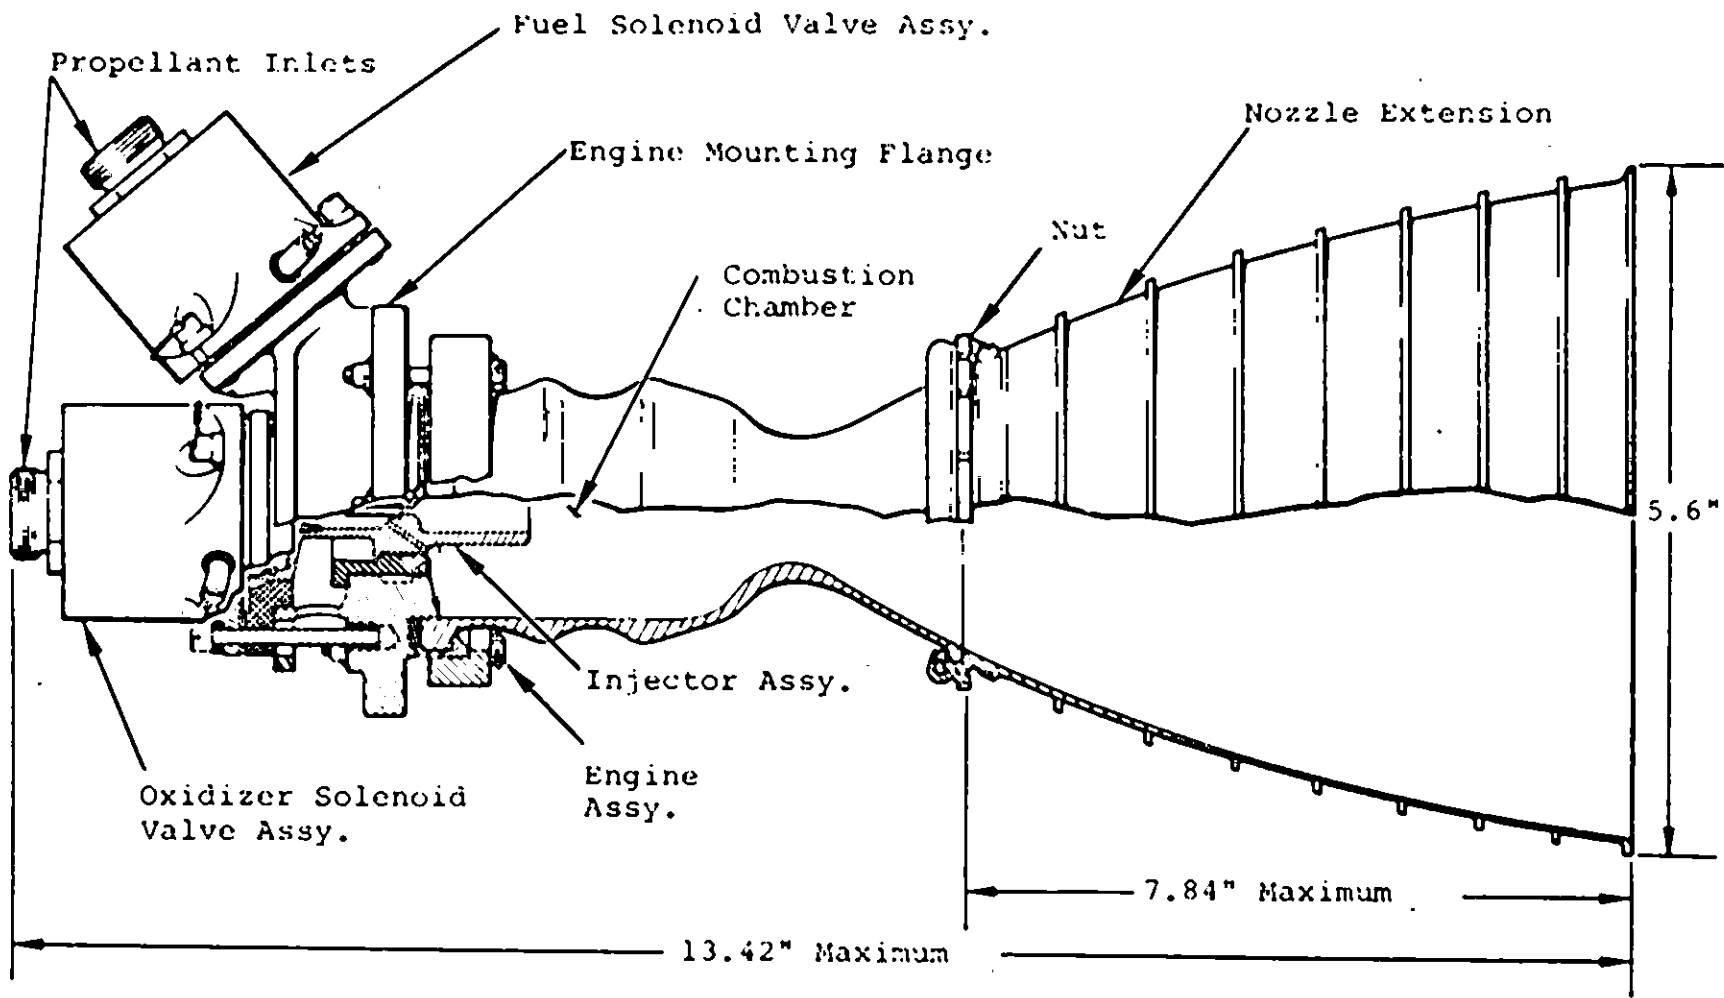 Fuel Solenoid Valve Assy.
Propellant Inlets
Nozzle Extension
Engine Mounting Flange
Nut
Combustion
Chamber
5.6"
Injector Assy.
Engine
Assy.
Oxidizer Solenoid
Valve Assy.
7.84" Maximum
13.42" Maximum